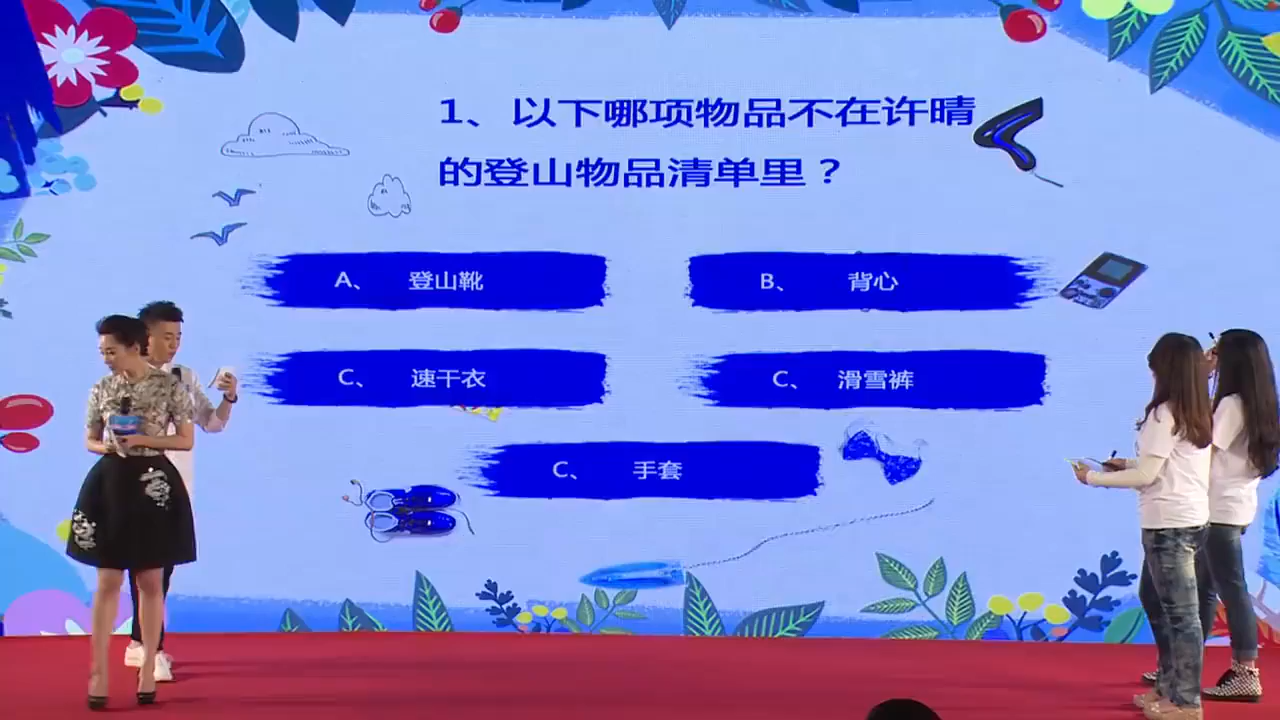 1、以下哪项物品不在许晴
的登山物品清单里？
A、 登山靴
B、 背心
C、 速干衣
C、 滑雪裤
C、 手套